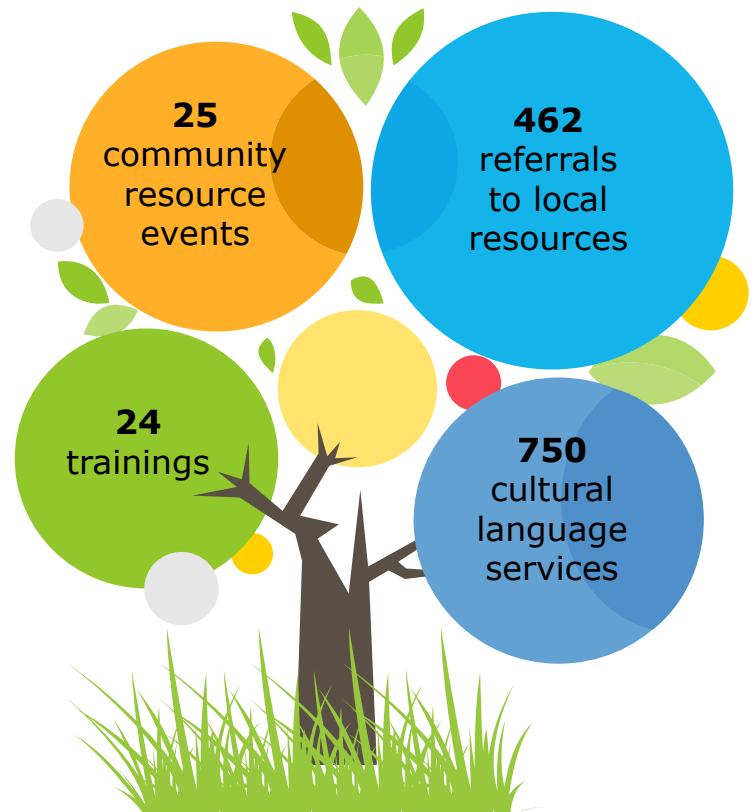 25
community
resource
events
462
referrals
to local
resources
24
trainings
750
cultural
language
services